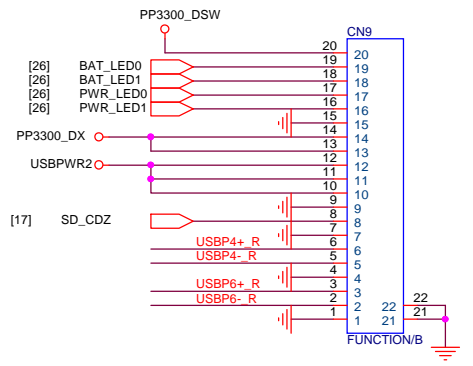 PP3300_DSW
CN9
20 20
[26] BAT_LED0 19 19
[26] BAT_LED1 18 18
[26] PWR_LED0 17 17
[26] PWR_LED1 16 16
15 15
PP3300_DX 14 14
13 13
USBPWR2 12 12
11 11
10 10
9 9
[17] SD_CDZ 8 8
7 7
USBP4+_R 6 6
USBP4-_R 5 5
4 4
USBP6+_R 3 3
USBP6-_R 2 2 22 22
1 1 21 21
FUNCTION/B